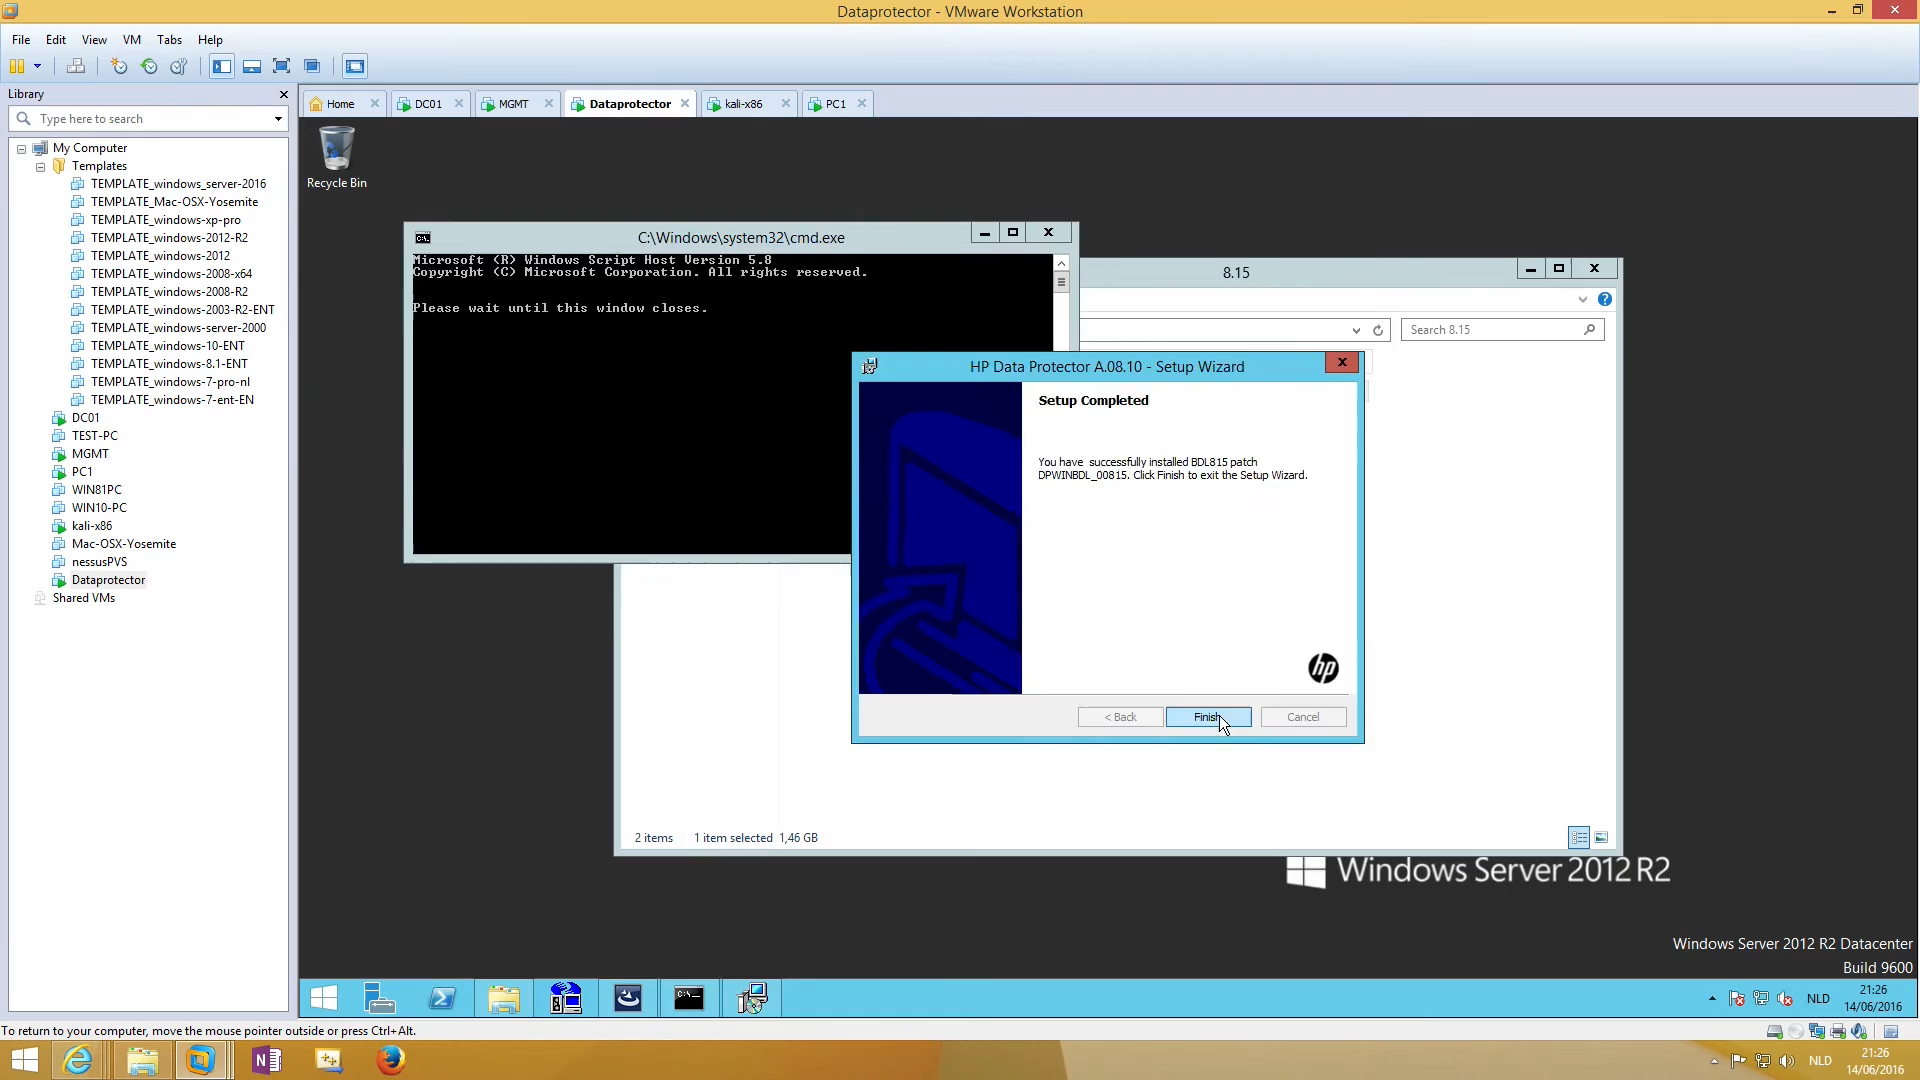 Dataprotector - VMware Workstation
File Edit View VM Tabs Help
Library
Type here to search
My Computer
Templates
TEMPLATE_windows_server-2016
TEMPLATE_Mac-OSX-Yosemite
TEMPLATE_windows-xp-pro
TEMPLATE_windows-2012-R2
TEMPLATE_windows-2012
TEMPLATE_windows-2008-x64
TEMPLATE_windows-2008-R2
TEMPLATE_windows-2003-R2-ENT
TEMPLATE_windows-server-2000
TEMPLATE_windows-10-ENT
TEMPLATE_windows-8.1-ENT
TEMPLATE_windows-7-pro-nl
TEMPLATE_windows-7-ent-EN
DC01
TEST-PC
MGMT
PC1
WIN81PC
WIN10-PC
kali-x86
Mac-OSX-Yosemite
nessusPVS
Dataprotector
Shared VMs
Home DC01 MGMT Dataprotector kali-x86 PC1
Recycle Bin
C:\Windows\system32\cmd.exe
Microsoft (R) Windows Script Host Version 5.8
Copyright (C) Microsoft Corporation. All rights reserved.
Please wait until this window closes.
8.15
Search 8.15
HP Data Protector A.08.10 - Setup Wizard
Setup Completed
You have successfully installed BDL815 patch
DPWINBDL_00815. Click Finish to exit the Setup Wizard.
hp
< Back Finish Cancel
2 items 1 item selected 1,46 GB
Windows Server 2012 R2
Windows Server 2012 R2 Datacenter
Build 9600
NLD
21:26
14/06/2016
To return to your computer, move the mouse pointer outside or press Ctrl+Alt.
NLD
21:26
14/06/2016